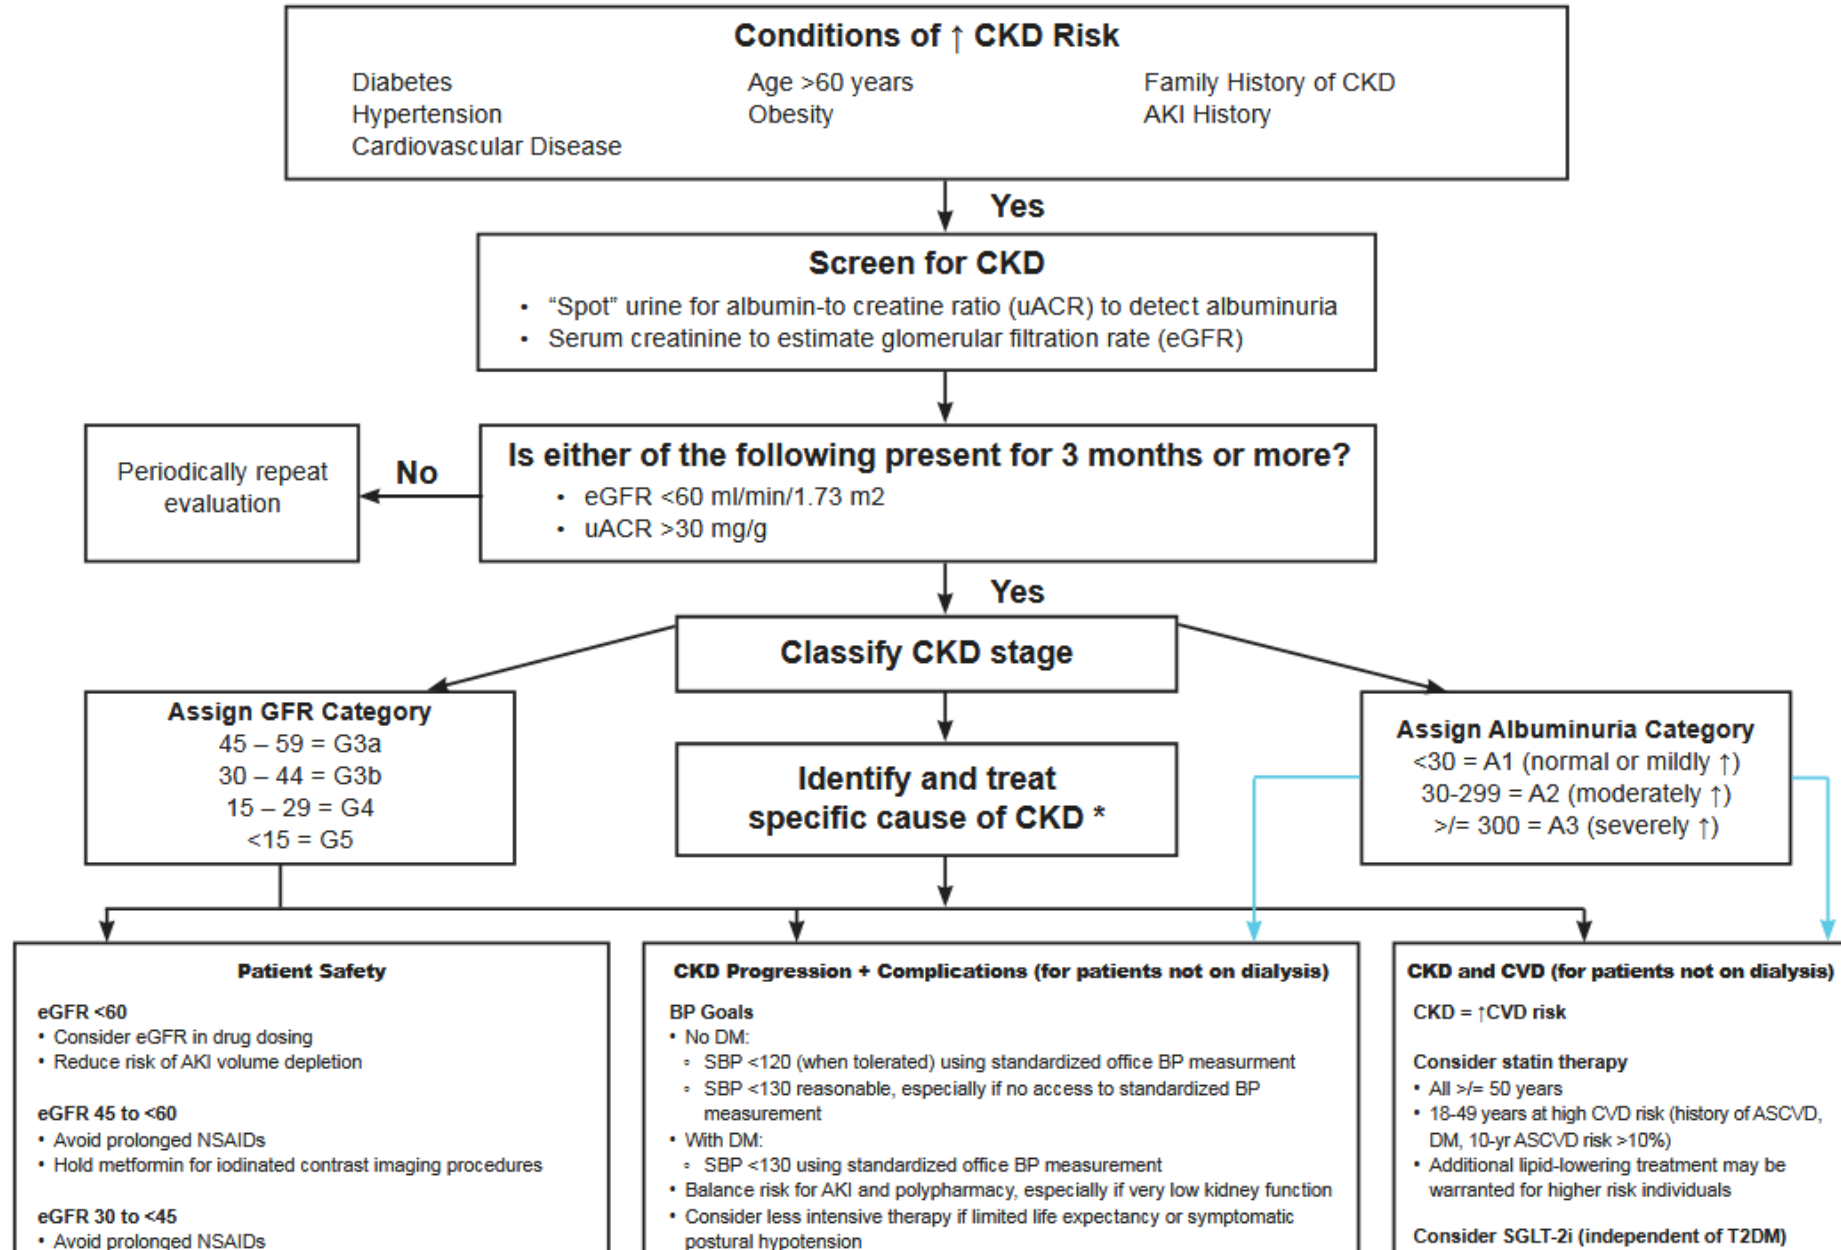 Conditions of ↑ CKD Risk
Diabetes
Hypertension
Cardiovascular Disease
Age >60 years
Obesity
Family History of CKD
AKI History
Yes
Screen for CKD
• “Spot” urine for albumin-to creatine ratio (uACR) to detect albuminuria
• Serum creatinine to estimate glomerular filtration rate (eGFR)
Is either of the following present for 3 months or more?
• eGFR <60 ml/min/1.73 m2
• uACR >30 mg/g
No
Periodically repeat
evaluation
Yes
Classify CKD stage
Assign GFR Category
45 – 59 = G3a
30 – 44 = G3b
15 – 29 = G4
<15 = G5
Identify and treat
specific cause of CKD *
Assign Albuminuria Category
<30 = A1 (normal or mildly ↑)
30-299 = A2 (moderately ↑)
>/= 300 = A3 (severely ↑)
Patient Safety
eGFR <60
• Consider eGFR in drug dosing
• Reduce risk of AKI volume depletion
eGFR 45 to <60
• Avoid prolonged NSAIDs
• Hold metformin for iodinated contrast imaging procedures
eGFR 30 to <45
• Avoid prolonged NSAIDs
CKD Progression + Complications (for patients not on dialysis)
BP Goals
• No DM:
◦ SBP <120 (when tolerated) using standardized office BP measurment
◦ SBP <130 reasonable, especially if no access to standardized BP
measurement
• With DM:
◦ SBP <130 using standardized office BP measurement
• Balance risk for AKI and polypharmacy, especially if very low kidney function
• Consider less intensive therapy if limited life expectancy or symptomatic
postural hypotension
CKD and CVD (for patients not on dialysis)
CKD = ↑CVD risk
Consider statin therapy
• All >/= 50 years
• 18-49 years at high CVD risk (history of ASCVD,
DM, 10-yr ASCVD risk >10%)
• Additional lipid-lowering treatment may be
warranted for higher risk individuals
Consider SGLT-2i (independent of T2DM)